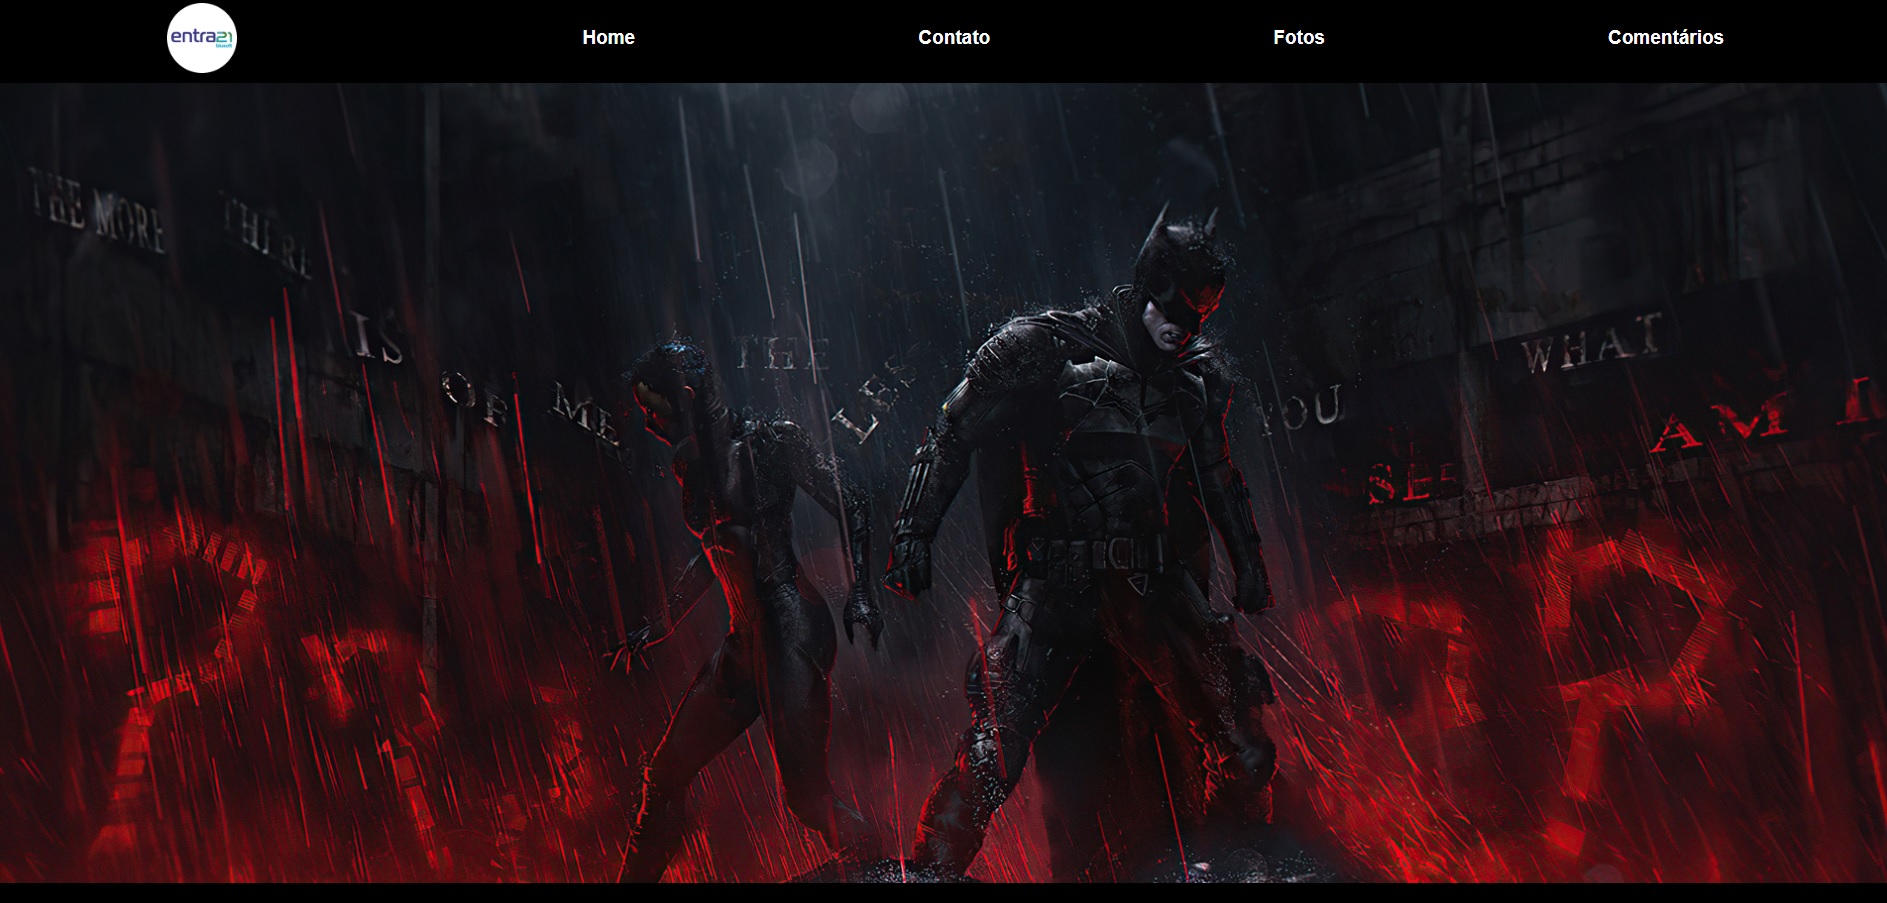 entra21
blusoft
Home
Contato
Fotos
Comentários
THE MORE THERE IS OF ME THE LESS YOU SEE WHAT AM I